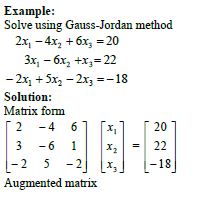 Example:
Solve using Gauss-Jordan method
2x₁ – 4x₂ + 6x₃ = 20
3x₁ – 6x₂ + x₃= 22
– 2x₁ + 5x₂ – 2x₃ = –18
Solution:
Matrix form
[ 2 –4 6 ] [ x₁ ] [ 20 ]
[ 3 –6 1 ] [ x₂ ] = [ 22 ]
[ –2 5 –2 ] [ x₃ ] [ –18 ]
Augmented matrix